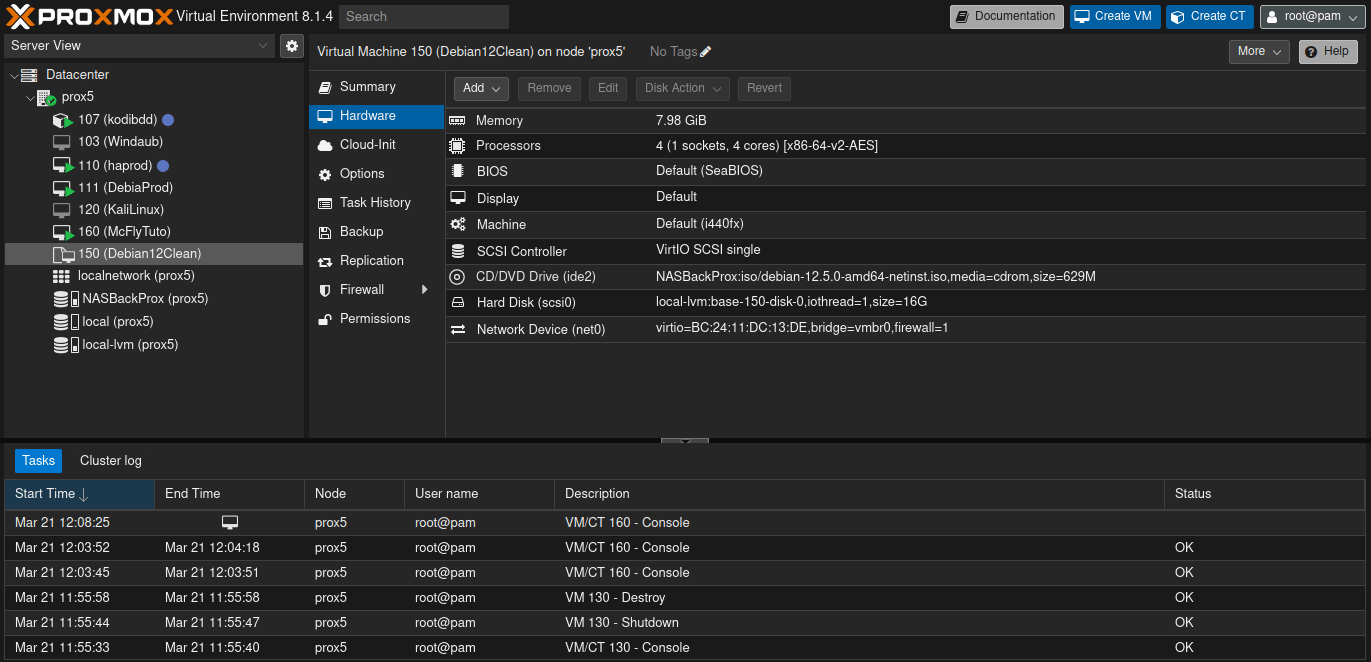 PROXMOX Virtual Environment 8.1.4 Search Documentation Create VM Create CT root@pam
Server View
Virtual Machine 150 (Debian12Clean) on node 'prox5' No Tags More Help
Datacenter
prox5
107 (kodibdd)
103 (Windaub)
110 (haprod)
111 (DebiaProd)
120 (KaliLinux)
160 (McFlyTuto)
150 (Debian12Clean)
localnetwork (prox5)
NASBackProx (prox5)
local (prox5)
local-lvm (prox5)
Summary
Hardware
Cloud-Init
Options
Task History
Backup
Replication
Firewall
Permissions
Add Remove Edit Disk Action Revert
Memory 7.98 GiB
Processors 4 (1 sockets, 4 cores) [x86-64-v2-AES]
BIOS Default (SeaBIOS)
Display Default
Machine Default (i440fx)
SCSI Controller VirtIO SCSI single
CD/DVD Drive (ide2) NASBackProx:iso/debian-12.5.0-amd64-netinst.iso,media=cdrom,size=629M
Hard Disk (scsi0) local-lvm:base-150-disk-0,iothread=1,size=16G
Network Device (net0) virtio=BC:24:11:DC:13:DE,bridge=vmbr0,firewall=1
Tasks Cluster log
Start Time End Time Node User name Description Status
Mar 21 12:08:25 prox5 root@pam VM/CT 160 - Console
Mar 21 12:03:52 Mar 21 12:04:18 prox5 root@pam VM/CT 160 - Console OK
Mar 21 12:03:45 Mar 21 12:03:51 prox5 root@pam VM/CT 160 - Console OK
Mar 21 11:55:58 Mar 21 11:55:58 prox5 root@pam VM 130 - Destroy OK
Mar 21 11:55:44 Mar 21 11:55:47 prox5 root@pam VM 130 - Shutdown OK
Mar 21 11:55:33 Mar 21 11:55:40 prox5 root@pam VM/CT 130 - Console OK